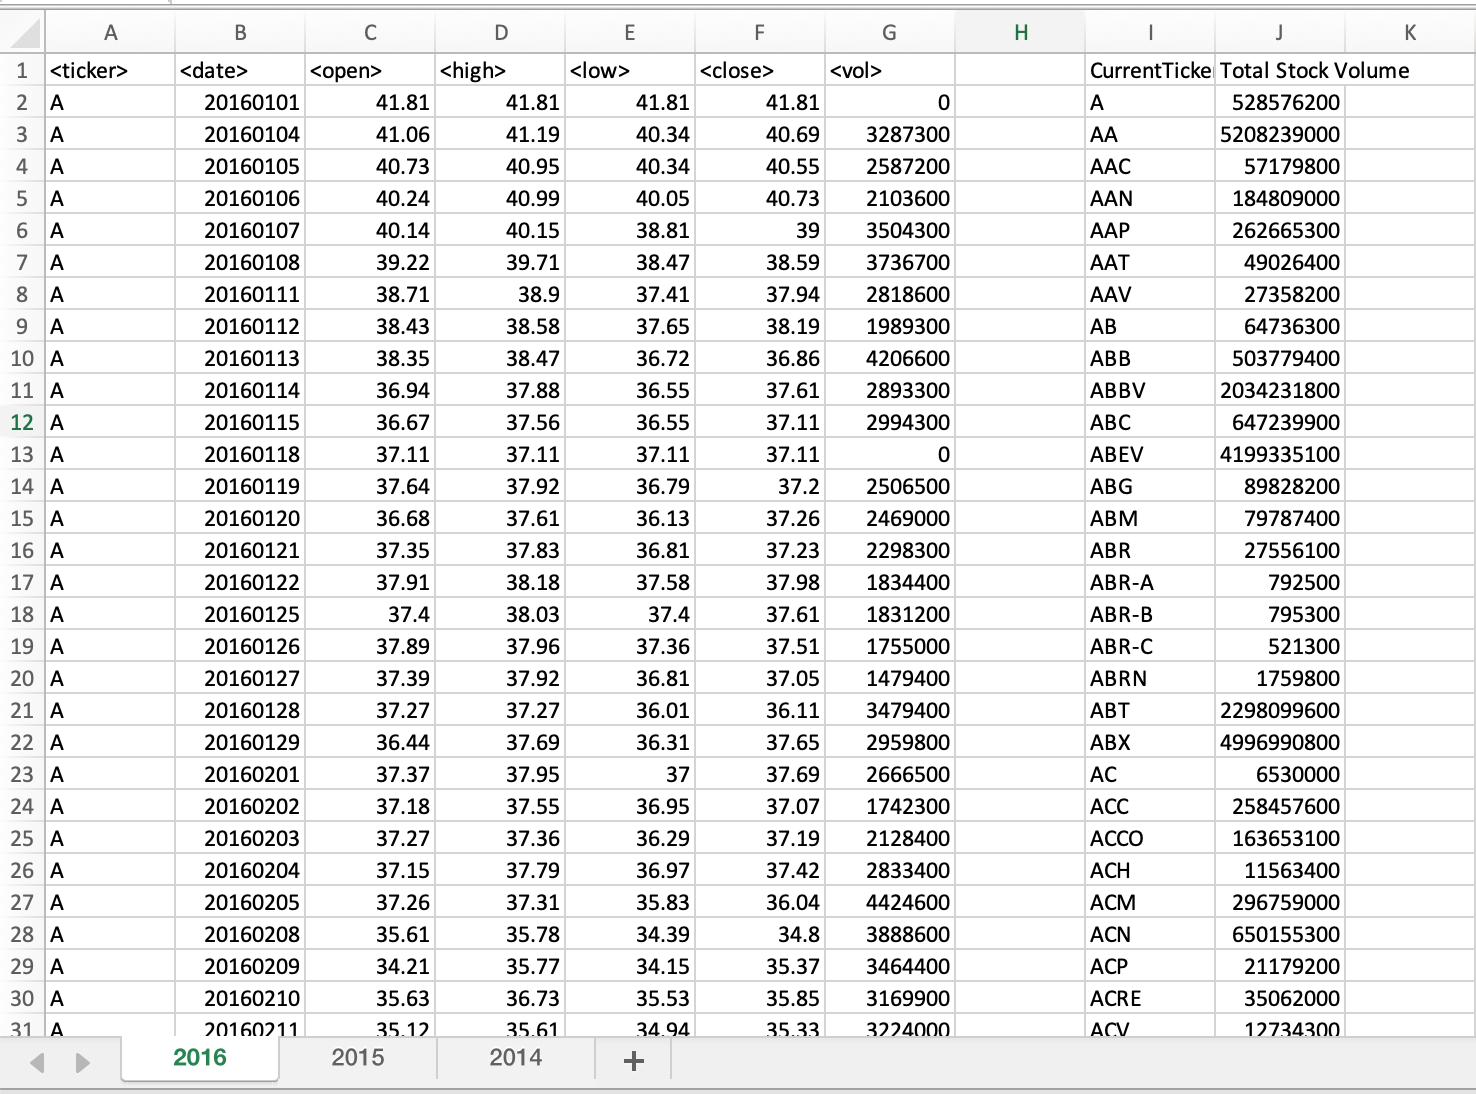 A B C D E F G H I J K
1 <ticker> <date> <open> <high> <low> <close> <vol> CurrentTicke Total Stock Volume
2 A 20160101 41.81 41.81 41.81 41.81 0 A 528576200
3 A 20160104 41.06 41.19 40.34 40.69 3287300 AA 5208239000
4 A 20160105 40.73 40.95 40.34 40.55 2587200 AAC 57179800
5 A 20160106 40.24 40.99 40.05 40.73 2103600 AAN 184809000
6 A 20160107 40.14 40.15 38.81 39 3504300 AAP 262665300
7 A 20160108 39.22 39.71 38.47 38.59 3736700 AAT 49026400
8 A 20160111 38.71 38.9 37.41 37.94 2818600 AAV 27358200
9 A 20160112 38.43 38.58 37.65 38.19 1989300 AB 64736300
10 A 20160113 38.35 38.47 36.72 36.86 4206600 ABB 503779400
11 A 20160114 36.94 37.88 36.55 37.61 2893300 ABBV 2034231800
12 A 20160115 36.67 37.56 36.55 37.11 2994300 ABC 647239900
13 A 20160118 37.11 37.11 37.11 37.11 0 ABEV 4199335100
14 A 20160119 37.64 37.92 36.79 37.2 2506500 ABG 89828200
15 A 20160120 36.68 37.61 36.13 37.26 2469000 ABM 79787400
16 A 20160121 37.35 37.83 36.81 37.23 2298300 ABR 27556100
17 A 20160122 37.91 38.18 37.58 37.98 1834400 ABR-A 792500
18 A 20160125 37.4 38.03 37.4 37.61 1831200 ABR-B 795300
19 A 20160126 37.89 37.96 37.36 37.51 1755000 ABR-C 521300
20 A 20160127 37.39 37.92 36.81 37.05 1479400 ABRN 1759800
21 A 20160128 37.27 37.27 36.01 36.11 3479400 ABT 2298099600
22 A 20160129 36.44 37.69 36.31 37.65 2959800 ABX 4996990800
23 A 20160201 37.37 37.95 37 37.69 2666500 AC 6530000
24 A 20160202 37.18 37.55 36.95 37.07 1742300 ACC 258457600
25 A 20160203 37.27 37.36 36.29 37.19 2128400 ACCO 163653100
26 A 20160204 37.15 37.79 36.97 37.42 2833400 ACH 11563400
27 A 20160205 37.26 37.31 35.83 36.04 4424600 ACM 296759000
28 A 20160208 35.61 35.78 34.39 34.8 3888600 ACN 650155300
29 A 20160209 34.21 35.77 34.15 35.37 3464400 ACP 21179200
30 A 20160210 35.63 36.73 35.53 35.85 3169900 ACRE 35062000
31 A 20160211 35.12 35.61 34.94 35.33 3224000 ACV 12734300
2016 2015 2014 +